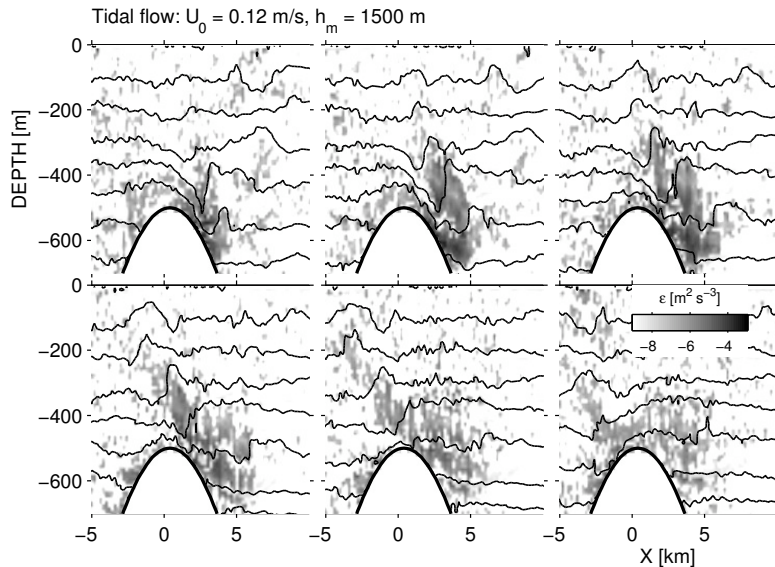 Tidal flow: U₀ = 0.12 m/s, hₘ = 1500 m
0
−200
−400
−600
DEPTH [m]
0
−200
−400
−600
ε [m² s⁻³]
−8 −6 −4
−5 0 5 −5 0 5 −5 0 5
X [km]